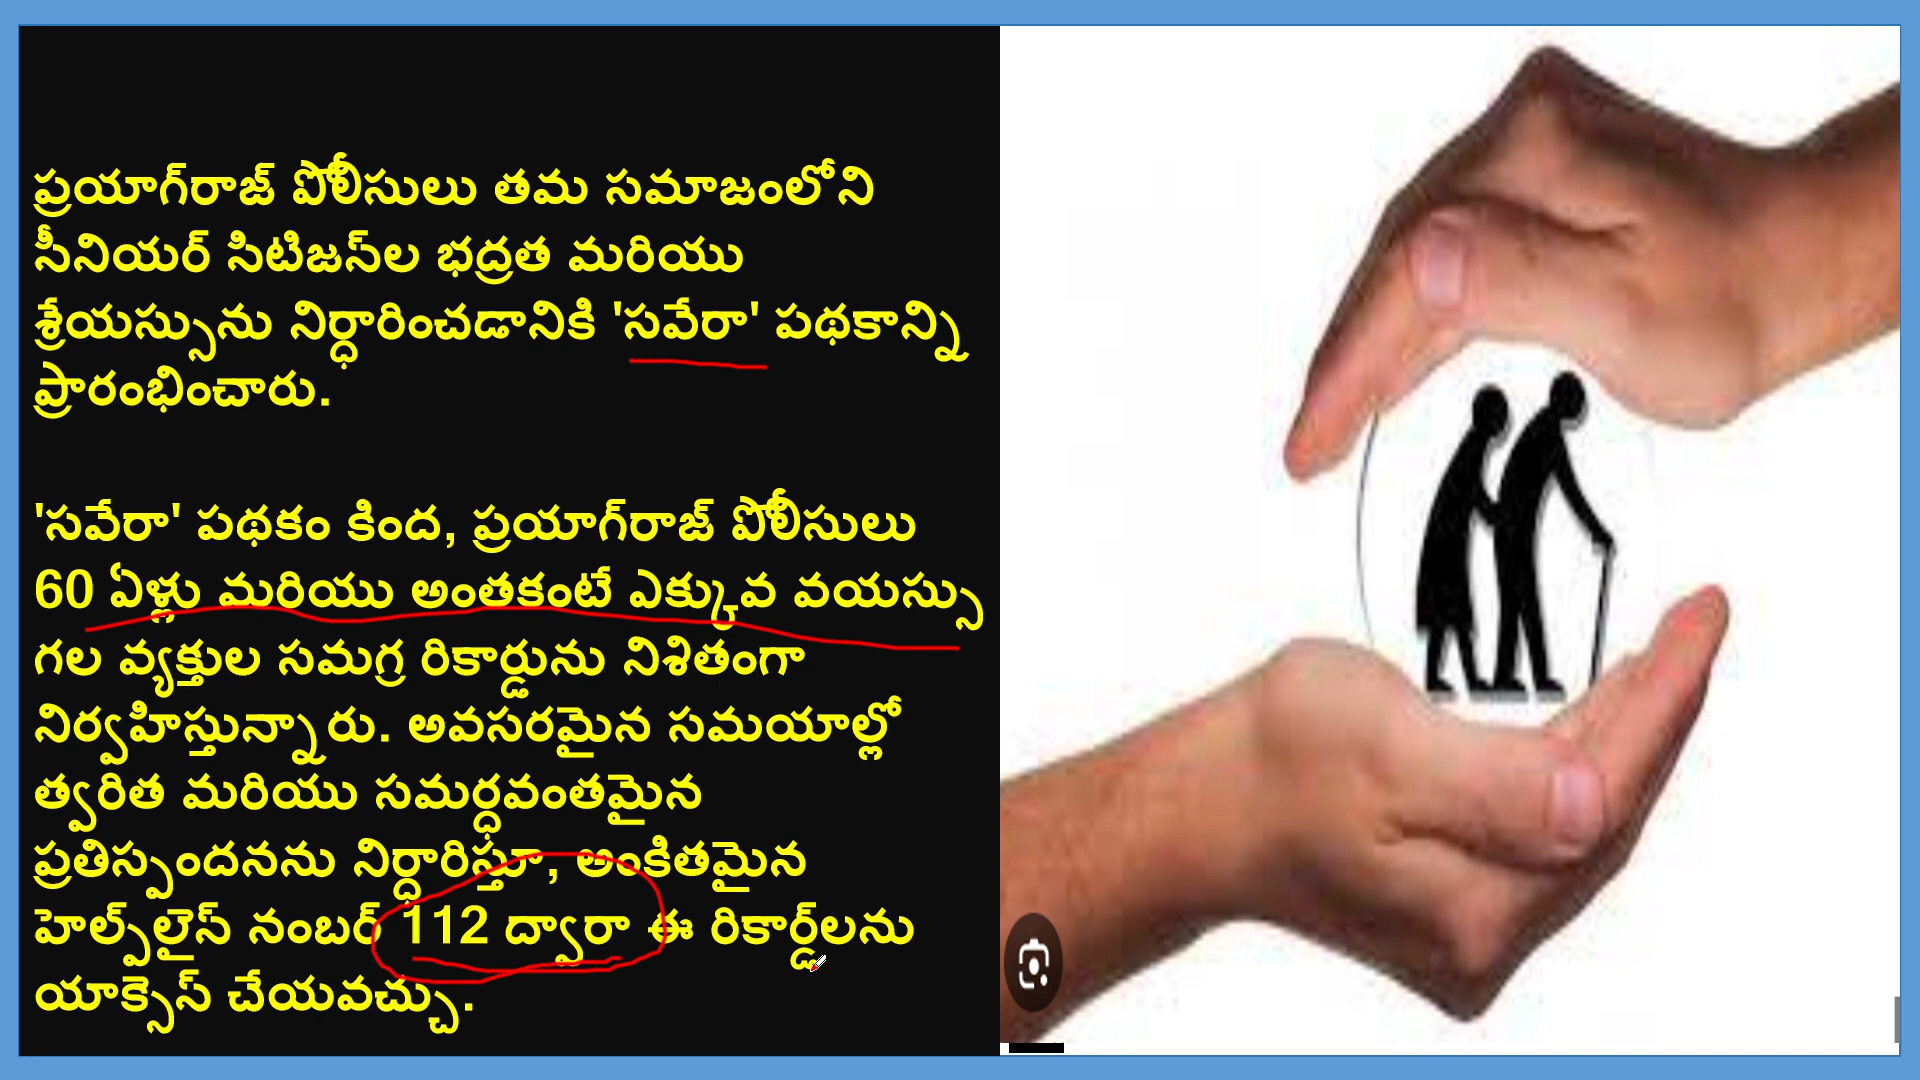 ప్రయాగ్‌రాజ్ పోలీసులు తమ సమాజంలోని
సీనియర్ సిటిజన్‌ల భద్రత మరియు
శ్రేయస్సును నిర్ధారించడానికి 'సవేరా' పథకాన్ని
ప్రారంభించారు.
'సవేరా' పథకం కింద, ప్రయాగ్‌రాజ్ పోలీసులు
60 ఏళ్లు మరియు అంతకంటే ఎక్కువ వయస్సు
గల వ్యక్తుల సమగ్ర రికార్డును నిశితంగా
నిర్వహిస్తున్నారు. అవసరమైన సమయాల్లో
త్వరిత మరియు సమర్ధవంతమైన
ప్రతిస్పందనను నిర్ధారిస్తూ, అంకితమైన
హెల్ప్‌లైన్ నంబర్ 112 ద్వారా ఈ రికార్డ్‌లను
యాక్సెస్ చేయవచ్చు.